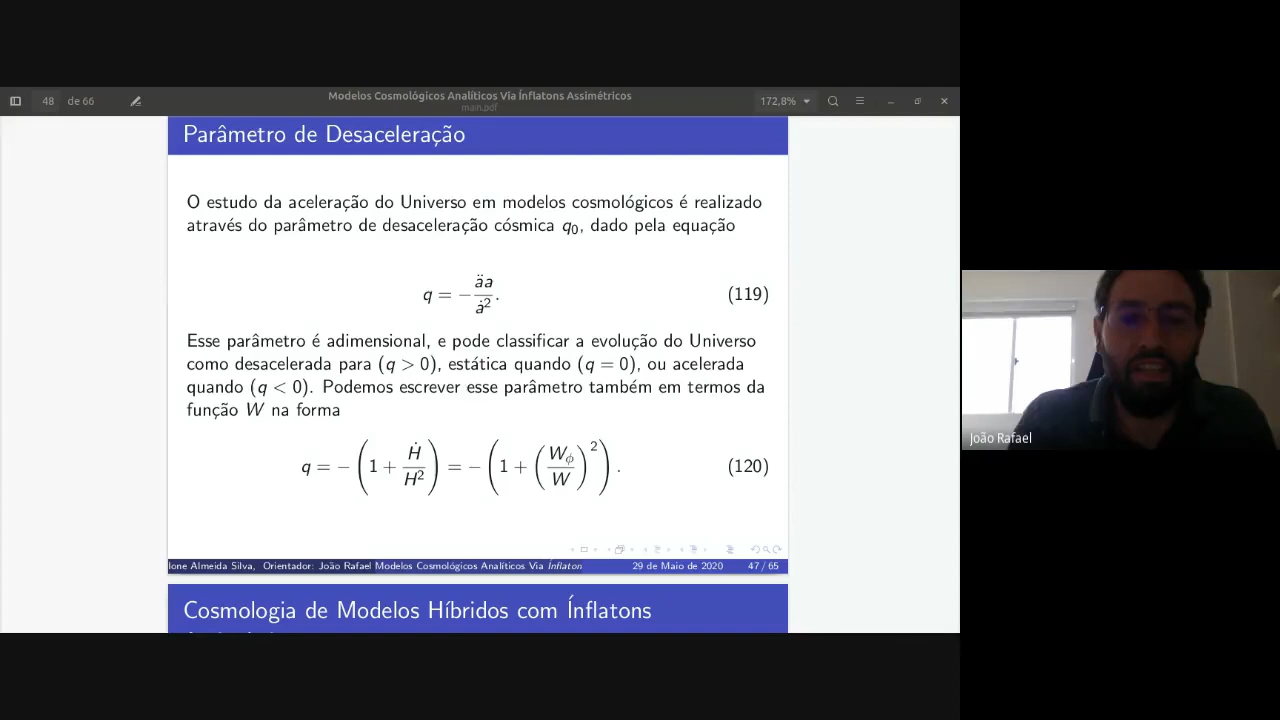 48 de 66
Modelos Cosmológicos Analíticos Via Ínflatons Assimétricos
main.pdf
172,8%
Parâmetro de Desaceleração
O estudo da aceleração do Universo em modelos cosmológicos é realizado
através do parâmetro de desaceleração cósmica q₀, dado pela equação
q = − äa / ȧ² . (119)
Esse parâmetro é adimensional, e pode classificar a evolução do Universo
como desacelerada para (q > 0), estática quando (q = 0), ou acelerada
quando (q < 0). Podemos escrever esse parâmetro também em termos da
função W na forma
q = − (1 + Ḣ / H²) = − (1 + (W_ϕ / W)²) . (120)
lone Almeida Silva, Orientador: João Rafael Modelos Cosmológicos Analíticos Via Ínflaton 29 de Maio de 2020 47 / 65
Cosmologia de Modelos Híbridos com Ínflatons
João Rafael